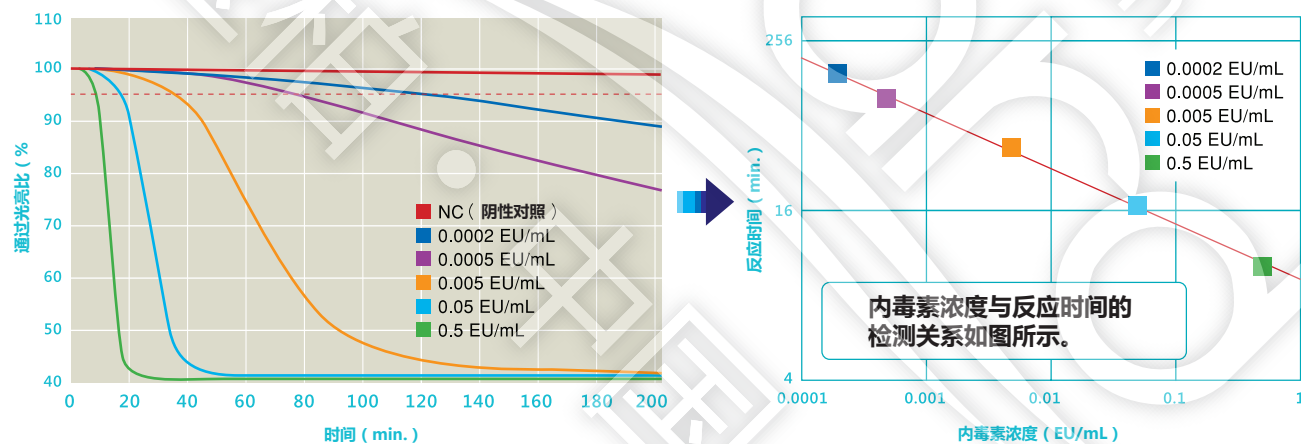 通过光亮比（ %
110
100
90
80
70
60
50
40
0 20 40 60 80 100 120 140 160 180 200
时间（ min. ）
NC（ 阴性对照 ）
0.0002 EU/mL
0.0005 EU/mL
0.005 EU/mL
0.05 EU/mL
0.5 EU/mL
反应时间（ min. ）
256
16
4
0.0001 0.001 0.01 0.1 1
内毒素浓度（ EU/mL ）
0.0002 EU/mL
0.0005 EU/mL
0.005 EU/mL
0.05 EU/mL
0.5 EU/mL
内毒素浓度与反应时间的
检测关系如图所示。
中国